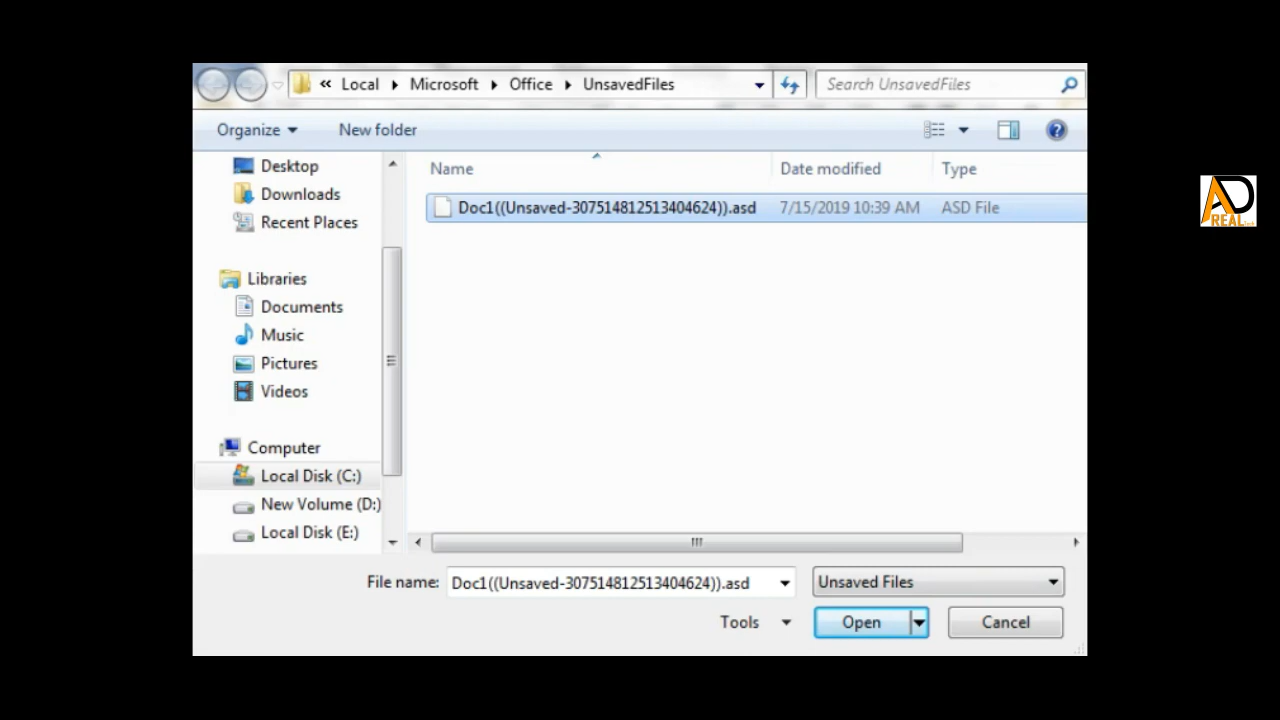 « Local Microsoft Office UnsavedFiles
Search UnsavedFiles
Organize New folder
Name Date modified Type
Doc1((Unsaved-307514812513404624)).asd 7/15/2019 10:39 AM ASD File
Desktop
Downloads
Recent Places
Libraries
Documents
Music
Pictures
Videos
Computer
Local Disk (C:)
New Volume (D:)
Local Disk (E:)
File name: Doc1((Unsaved-307514812513404624)).asd Unsaved Files
Tools Open Cancel
AD
REAL